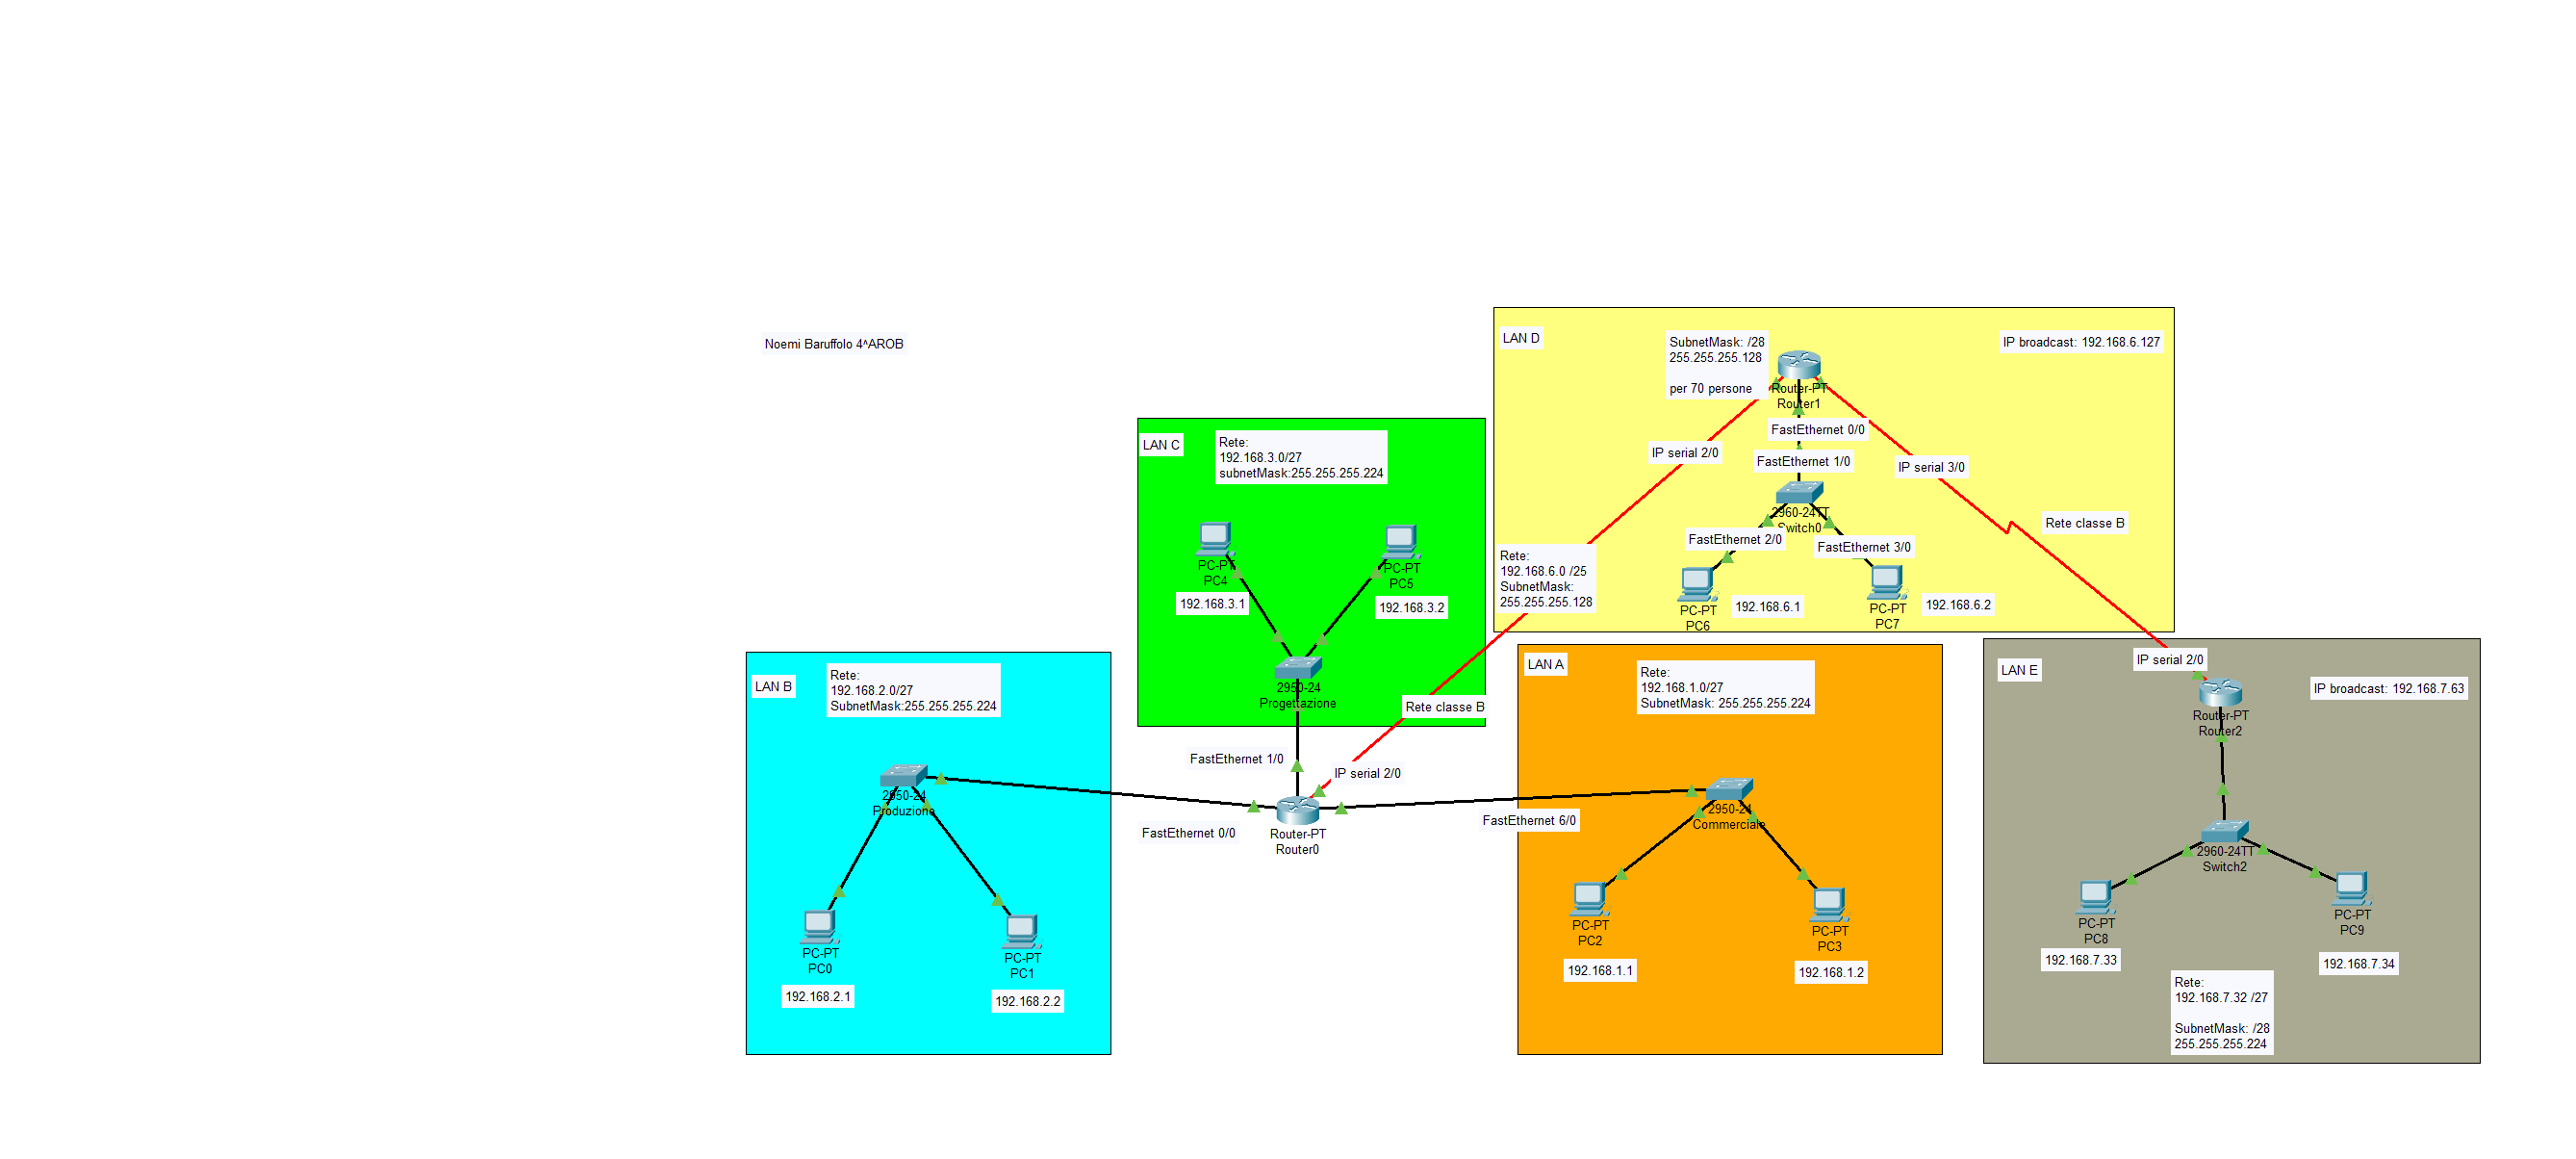 Noemi Baruffolo 4^AROB
LAN D
SubnetMask: /28
255.255.255.128
per 70 persone
IP broadcast: 192.168.6.127
Router-PT
Router1
FastEthernet 0/0
IP serial 2/0
FastEthernet 1/0
IP serial 3/0
2960-24TT
Switch0
Rete classe B
FastEthernet 2/0
FastEthernet 3/0
Rete:
192.168.6.0 /25
SubnetMask:
255.255.255.128
PC-PT
PC6
192.168.6.1
PC-PT
PC7
192.168.6.2
LAN C
Rete:
192.168.3.0/27
subnetMask:255.255.255.224
PC-PT
PC4
192.168.3.1
PC-PT
PC5
192.168.3.2
2950-24
Progettazione
Rete classe B
FastEthernet 1/0
IP serial 2/0
FastEthernet 0/0
Router-PT
Router0
FastEthernet 6/0
LAN B
Rete:
192.168.2.0/27
SubnetMask:255.255.255.224
2950-24
Produzione
PC-PT
PC0
192.168.2.1
PC-PT
PC1
192.168.2.2
LAN A
Rete:
192.168.1.0/27
SubnetMask: 255.255.255.224
2950-24
Commerciale
PC-PT
PC2
192.168.1.1
PC-PT
PC3
192.168.1.2
LAN E
IP serial 2/0
IP broadcast: 192.168.7.63
Router-PT
Router2
2960-24TT
Switch2
PC-PT
PC8
192.168.7.33
PC-PT
PC9
192.168.7.34
Rete:
192.168.7.32 /27
SubnetMask: /28
255.255.255.224